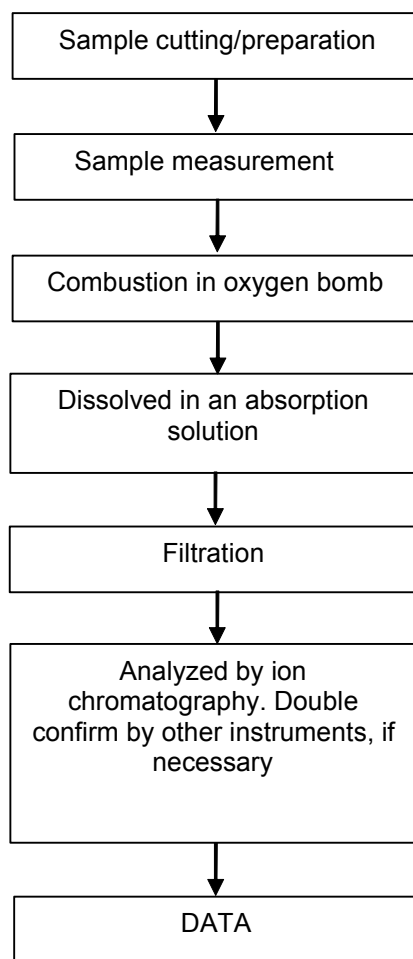 Sample cutting/preparation
Sample measurement
Combustion in oxygen bomb
Dissolved in an absorption
solution
Filtration
Analyzed by ion
chromatography. Double
confirm by other instruments, if
necessary
DATA